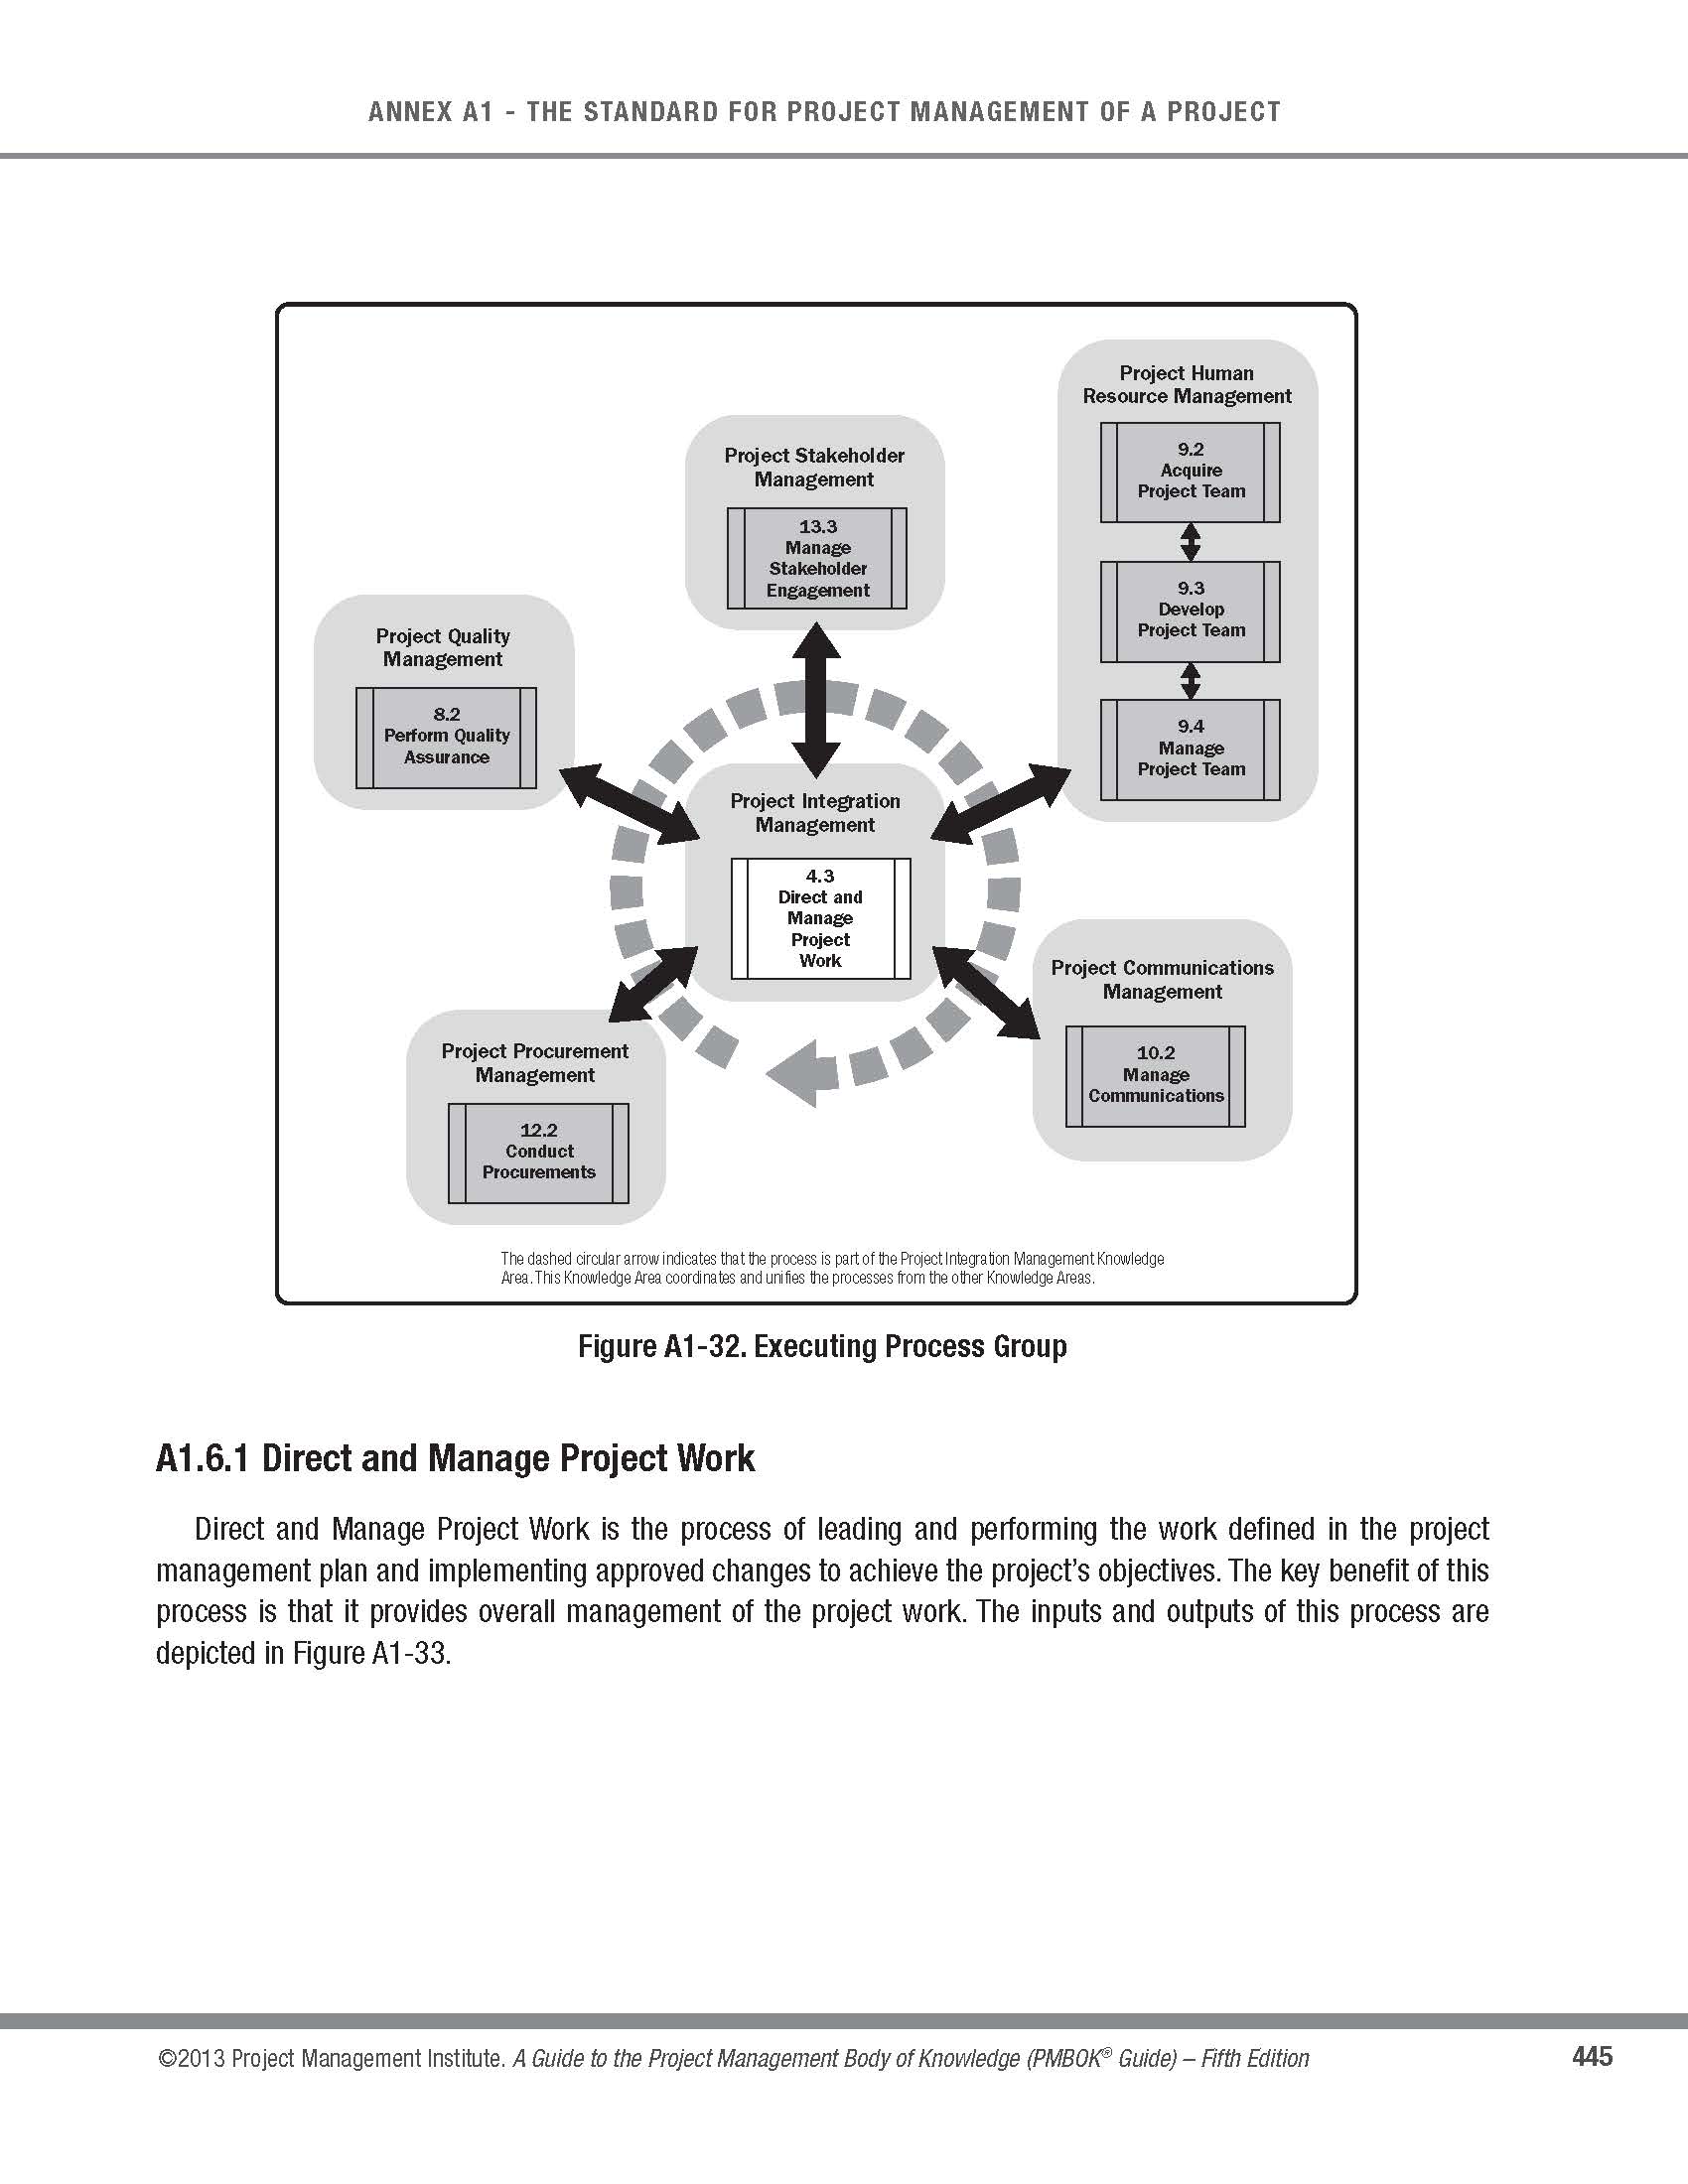 ANNEX A1 - THE STANDARD FOR PROJECT MANAGEMENT OF A PROJECT
Project Human
Resource Management
9.2
Acquire
Project Team
9.3
Develop
Project Team
9.4
Manage
Project Team
Project Stakeholder
Management
13.3
Manage
Stakeholder
Engagement
Project Quality
Management
8.2
Perform Quality
Assurance
Project Integration
Management
4.3
Direct and
Manage
Project
Work
Project Communications
Management
10.2
Manage
Communications
Project Procurement
Management
12.2
Conduct
Procurements
The dashed circular arrow indicates that the process is part of the Project Integration Management Knowledge
Area. This Knowledge Area coordinates and unifies the processes from the other Knowledge Areas.
Figure A1-32. Executing Process Group
A1.6.1 Direct and Manage Project Work
Direct and Manage Project Work is the process of leading and performing the work defined in the project
management plan and implementing approved changes to achieve the project’s objectives. The key benefit of this
process is that it provides overall management of the project work. The inputs and outputs of this process are
depicted in Figure A1-33.
©2013 Project Management Institute. A Guide to the Project Management Body of Knowledge (PMBOK® Guide) – Fifth Edition
445